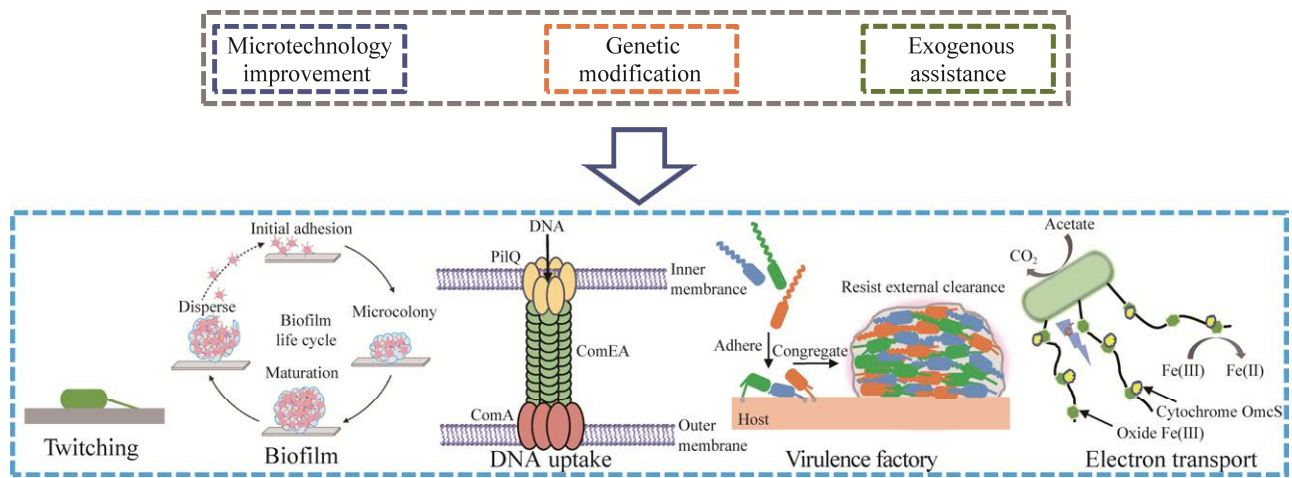 Microtechnology
improvement
Genetic
modification
Exogenous
assistance
Initial adhesion
Disperse
Biofilm
life cycle
Microcolony
Maturation
Twitching
Biofilm
DNA
PilQ
Inner
membrance
ComEA
ComA
Outer
membrane
DNA uptake
Resist external clearance
Adhere
Congregate
Host
Virulence factory
Acetate
CO2
Fe(III)
Fe(II)
Cytochrome OmcS
Oxide Fe(III)
Electron transport